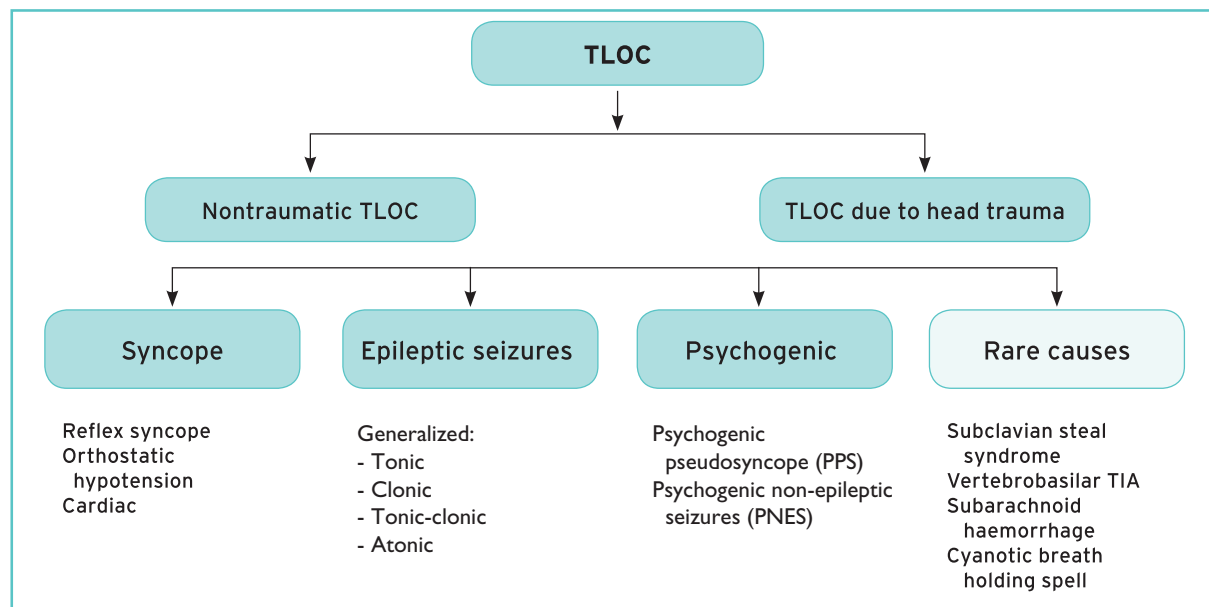 TLOC
Nontraumatic TLOC
TLOC due to head trauma
Syncope
Epileptic seizures
Psychogenic
Rare causes
Reflex syncope
Orthostatic
hypotension
Cardiac
Generalized:
- Tonic
- Clonic
- Tonic-clonic
- Atonic
Psychogenic
pseudosyncope (PPS)
Psychogenic non-epileptic
seizures (PNES)
Subclavian steal
syndrome
Vertebrobasilar TIA
Subarachnoid
haemorrhage
Cyanotic breath
holding spell